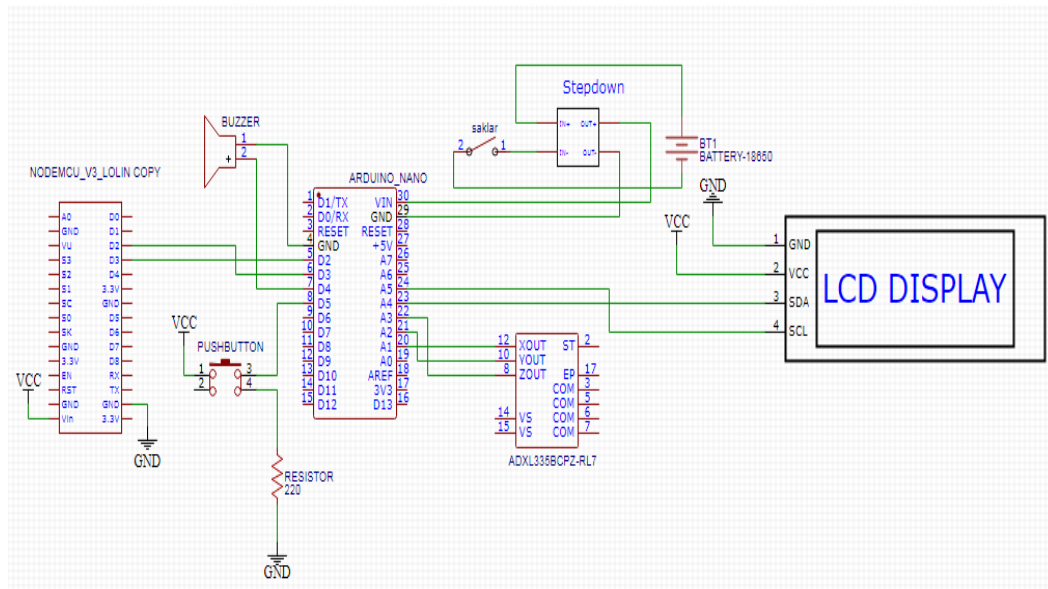 Stepdown
IN+ OUT+
IN- OUT-
saklar
2 1
BT1
BATTERY-18650
BUZZER
1
2
+
NODEMCU_V3_LOLIN COPY
A0 D0
GND D1
VU D2
S3 D3
S2 D4
S1 3.3V
SC GND
S0 D5
SK D6
GND D7
3.3V D8
EN RX
RST TX
GND GND
Vin 3.3V
VCC
GND
ARDUINO_NANO
1 D1/TX VIN 30
2 D0/RX GND 29
3 RESET RESET 28
4 GND +5V 27
5 D2 A7 26
6 D3 A6 25
7 D4 A5 24
8 D5 A4 23
9 D6 A3 22
10 D7 A2 21
11 D8 A1 20
12 D9 A0 19
13 D10 AREF 18
14 D11 3V3 17
15 D12 D13 16
VCC
PUSHBUTTON
1 3
2 4
RESISTOR
220
GND
12 XOUT ST 2
10 YOUT
8 ZOUT EP 17
COM 3
COM 5
14 VS COM 6
15 VS COM 7
ADXL335BCPZ-RL7
GND
VCC
1 GND
2 VCC
3 SDA
4 SCL
LCD DISPLAY